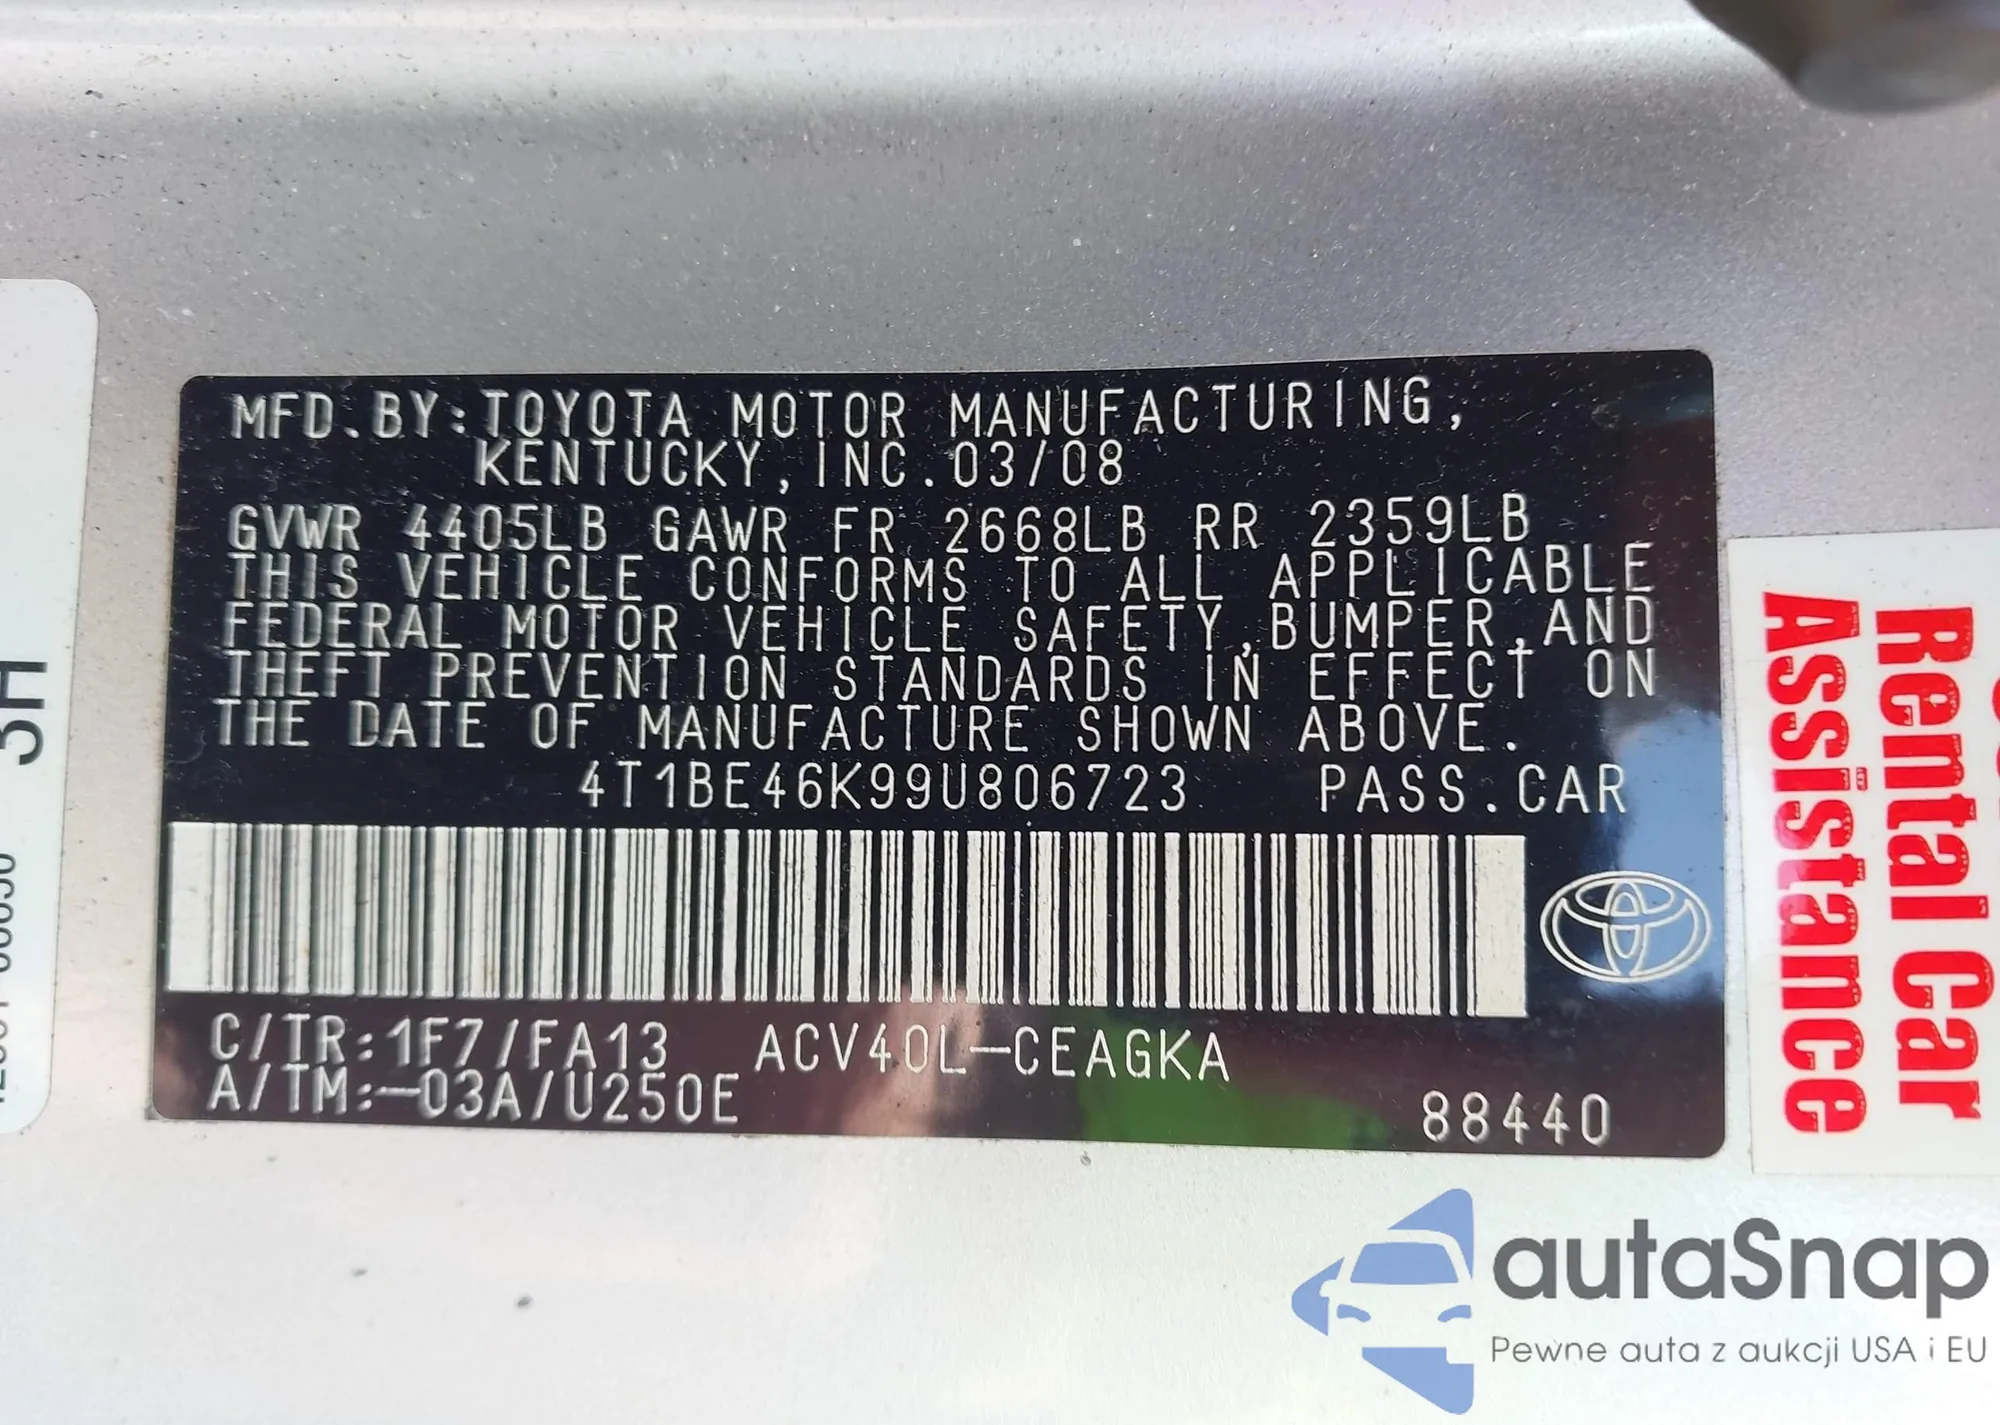 MFD.BY:TOYOTA MOTOR MANUFACTURING,
KENTUCKY,INC.03/08
GVWR 4405LB GAWR FR 2668LB RR 2359LB
THIS VEHICLE CONFORMS TO ALL APPLICABLE
FEDERAL MOTOR VEHICLE SAFETY,BUMPER,AND
THEFT PREVENTION STANDARDS IN EFFECT ON
THE DATE OF MANUFACTURE SHOWN ABOVE.
4T1BE46K99U806723 PASS.CAR
C/TR:1F7/FA13 ACV40L-CEAGKA
A/TM:-03A/U250E
88440
3H
Rental Car
Assistance
autaSnap
Pewne auta z aukcji USA i EU